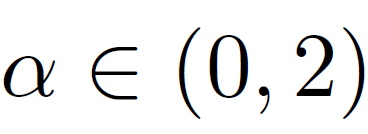 α ∈ (0, 2)